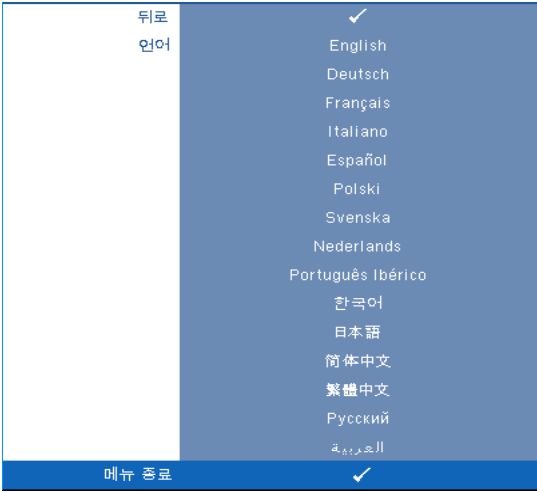 뒤로 ✓
언어 English
Deutsch
Français
Italiano
Español
Polski
Svenska
Nederlands
Português Ibérico
한국어
日本語
简体中文
繁體中文
Русский
العربية
메뉴 종료 ✓